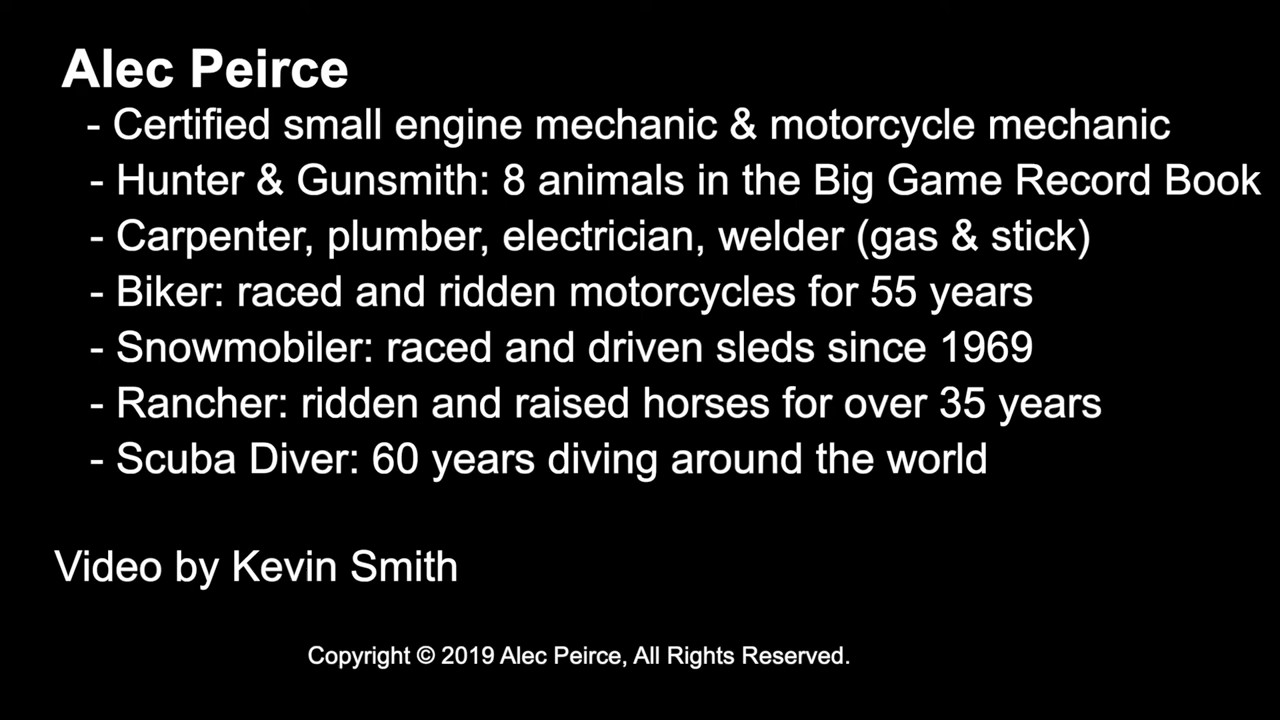 Alec Peirce
- Certified small engine mechanic & motorcycle mechanic
- Hunter & Gunsmith: 8 animals in the Big Game Record Book
- Carpenter, plumber, electrician, welder (gas & stick)
- Biker: raced and ridden motorcycles for 55 years
- Snowmobiler: raced and driven sleds since 1969
- Rancher: ridden and raised horses for over 35 years
- Scuba Diver: 60 years diving around the world
Video by Kevin Smith
Copyright © 2019 Alec Peirce, All Rights Reserved.